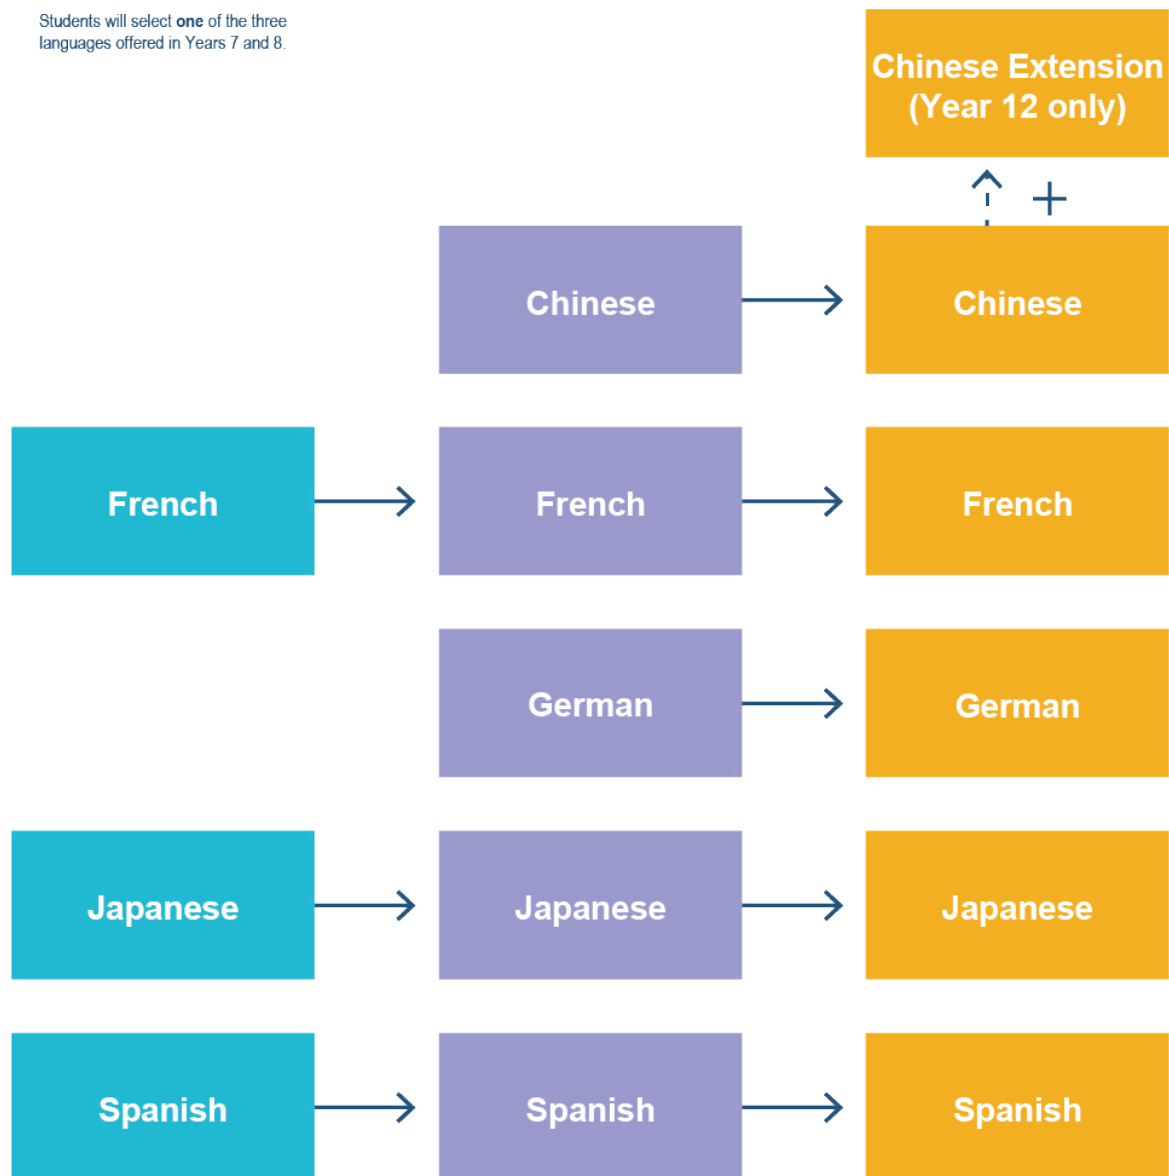 Students will select one of the three
languages offered in Years 7 and 8.
Chinese Extension
(Year 12 only)
+
Chinese
Chinese
French
French
French
German
German
Japanese
Japanese
Japanese
Spanish
Spanish
Spanish